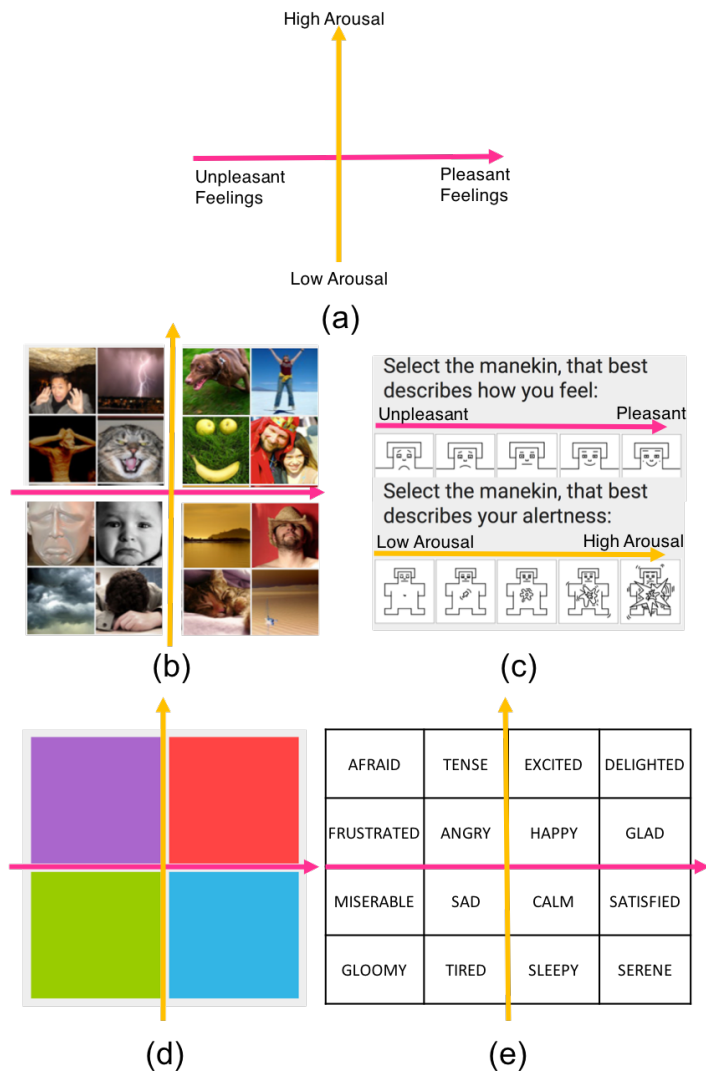 High Arousal
Unpleasant
Feelings
Pleasant
Feelings
Low Arousal
(a)
Select the manekin, that best
describes how you feel:
Unpleasant
Pleasant
Select the manekin, that best
describes your alertness:
Low Arousal
High Arousal
(b)
(c)
AFRAID
TENSE
EXCITED
DELIGHTED
FRUSTRATED
ANGRY
HAPPY
GLAD
MISERABLE
SAD
CALM
SATISFIED
GLOOMY
TIRED
SLEEPY
SERENE
(d)
(e)